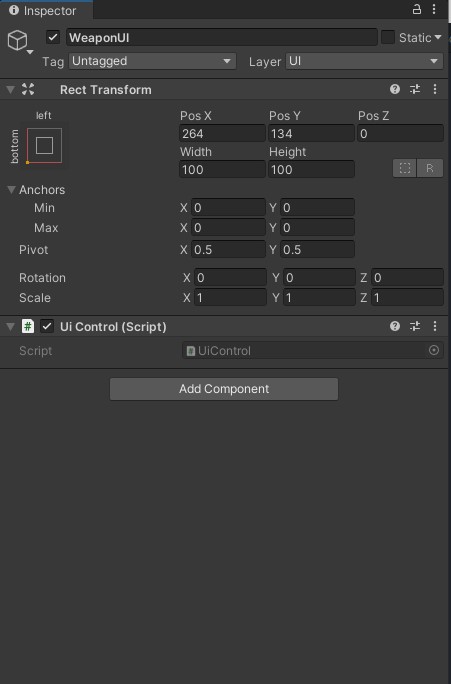 Inspector
WeaponUI Static
Tag Untagged Layer UI
Rect Transform
left
bottom
Pos X Pos Y Pos Z
264 134 0
Width Height
100 100
R
Anchors
Min X 0 Y 0
Max X 0 Y 0
Pivot X 0.5 Y 0.5
Rotation X 0 Y 0 Z 0
Scale X 1 Y 1 Z 1
# Ui Control (Script)
Script # UiControl
Add Component